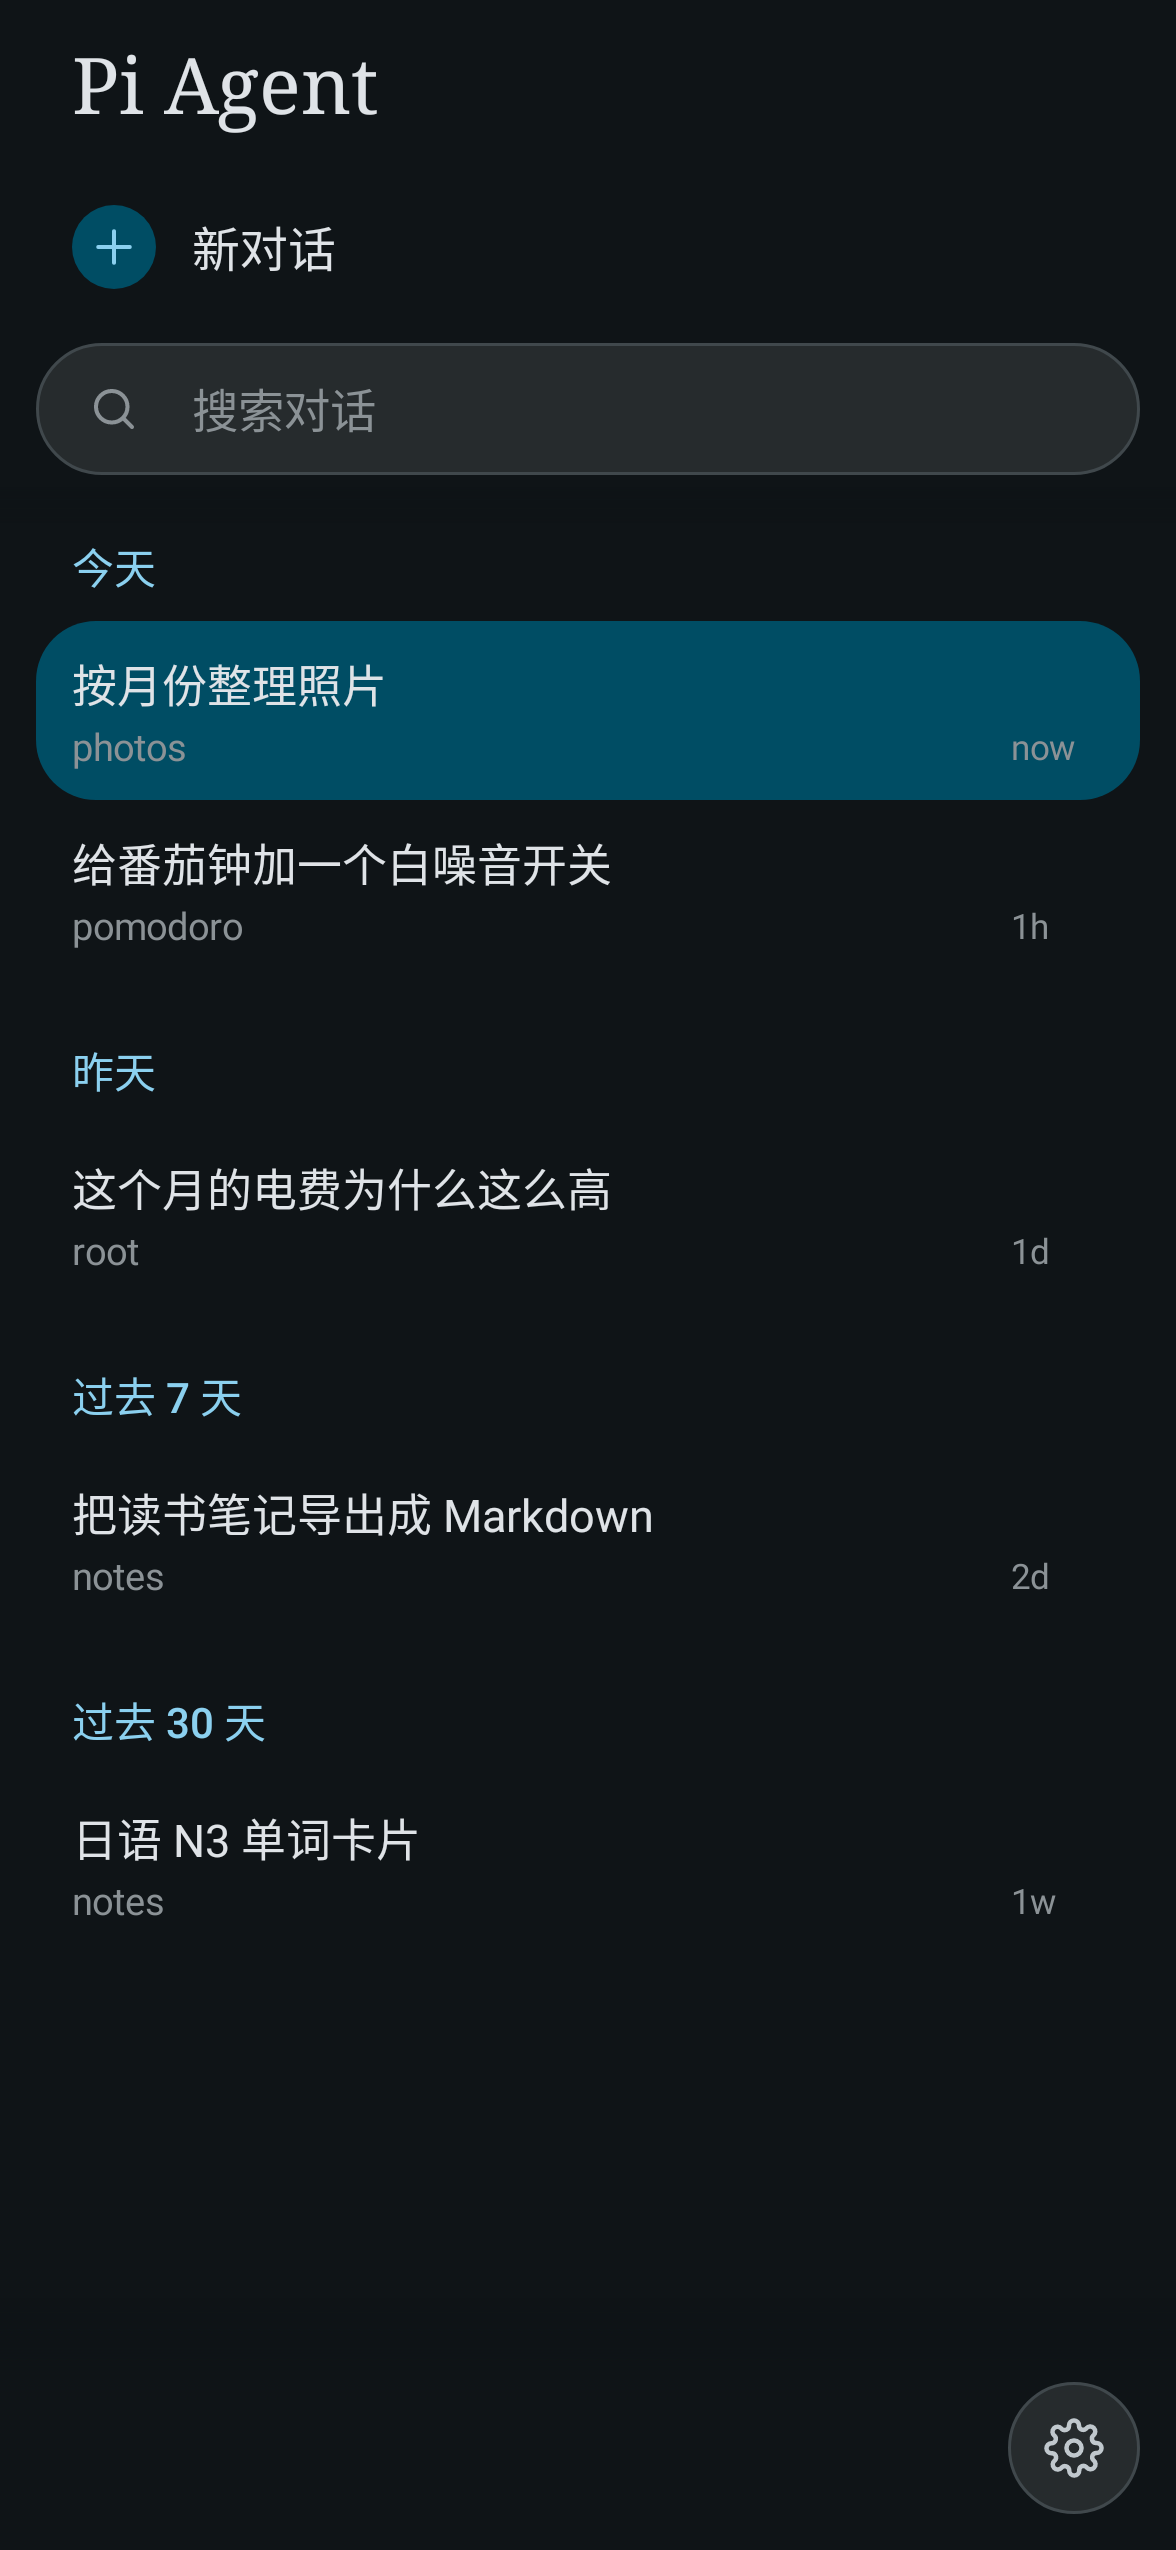 Pi Agent
新对话
搜索对话
今天
按月份整理照片
photos now
给番茄钟加一个白噪音开关
pomodoro 1h
昨天
这个月的电费为什么这么高
root 1d
过去 7 天
把读书笔记导出成 Markdown
notes 2d
过去 30 天
日语 N3 单词卡片
notes 1w